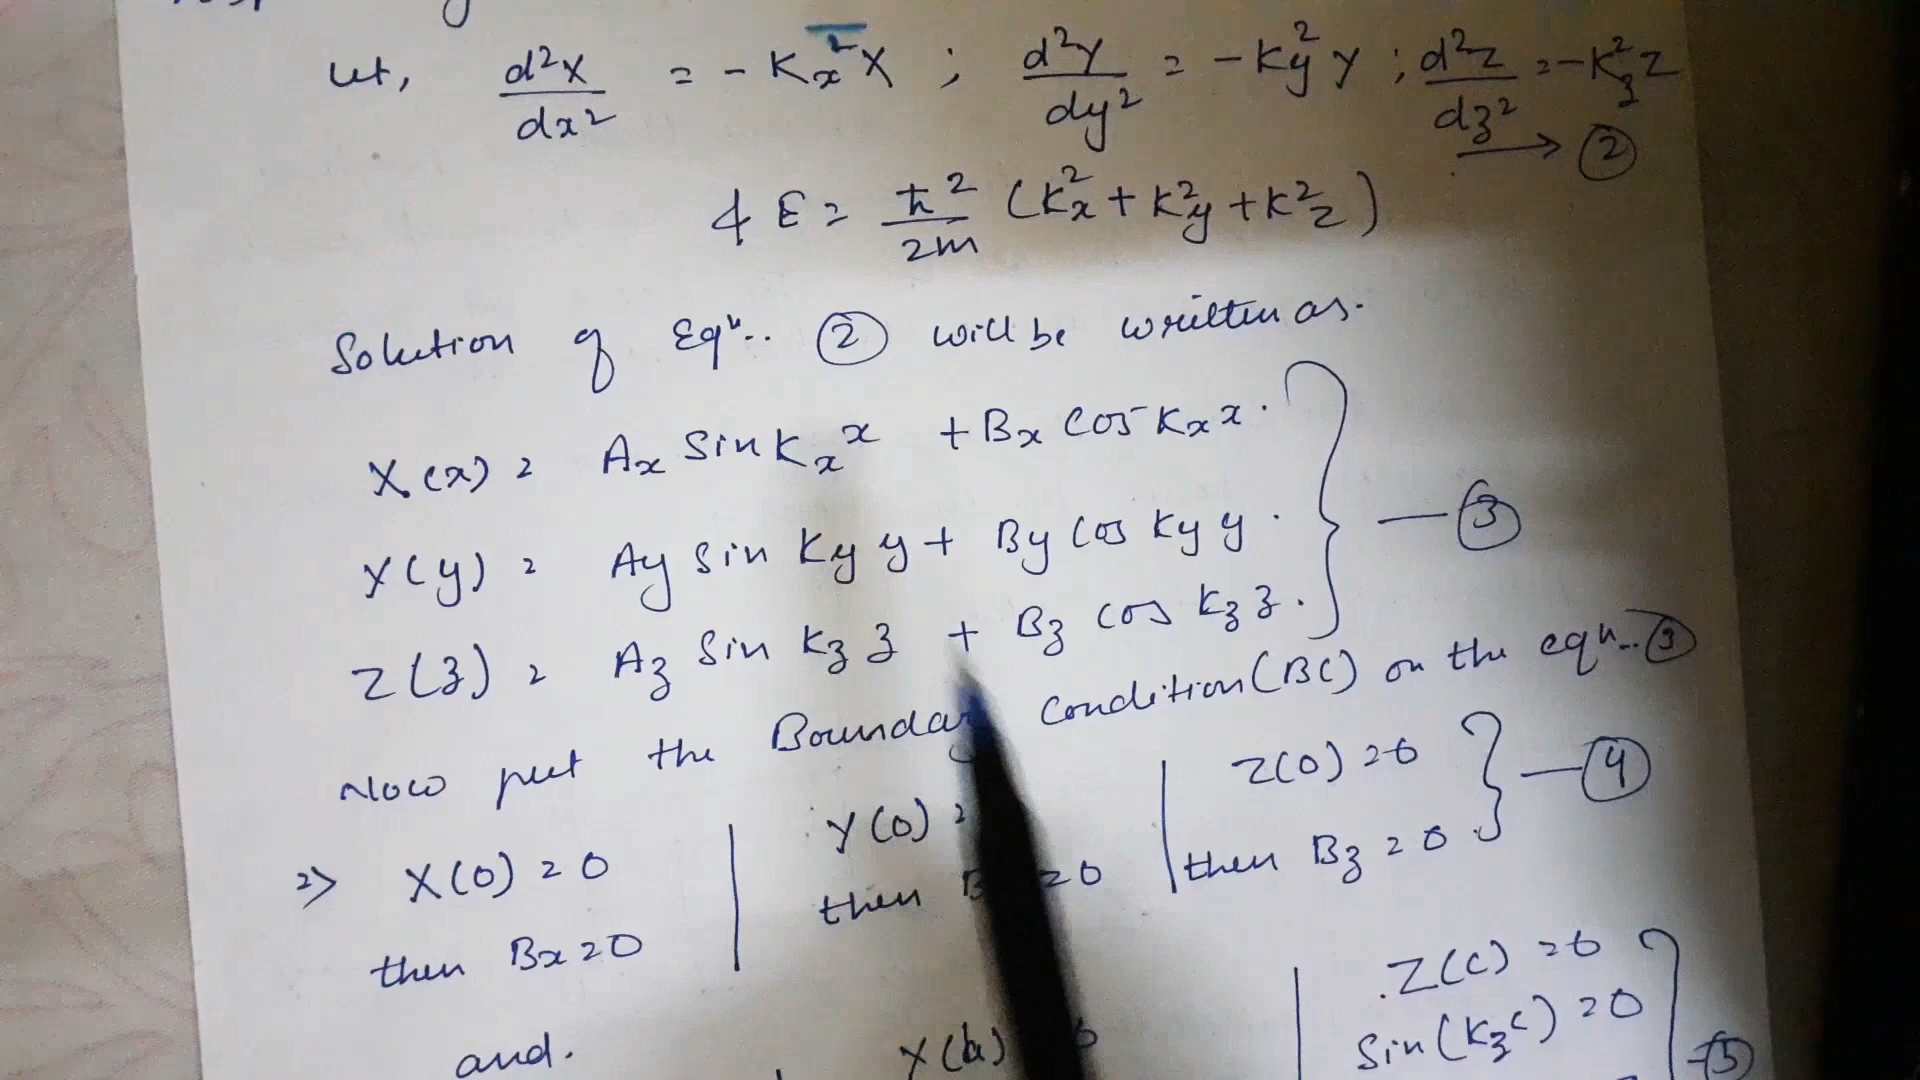 Let, d²X/dx² = -Kx²X ; d²Y/dy² = -Ky²Y ; d²Z/dz² = -Kz²Z → ②
& E = ħ²/2m (Kx² + Ky² + Kz²)
Solution of Eqn.. ② will be written as.
X(x) = Ax Sin Kx x + Bx Cos Kx x.
Y(y) = Ay Sin Ky y + By Cos Ky y.
} — ③
Z(z) = Az Sin Kz z + Bz cos Kz z.
Now put the Boundary condition (BC) on the equn.. ③
=> X(0) = 0 | Y(0) = | Z(0) = 0 } — ④
then Bx = 0 | then B = 0 | then Bz = 0
and. Y(b) | Z(c) = 0
Sin(Kz c) = 0 } — ⑤